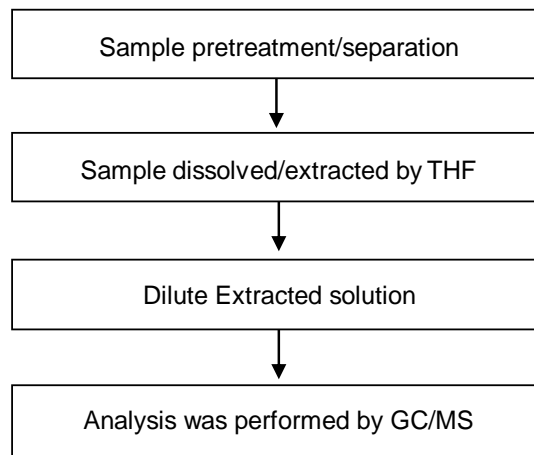 Sample pretreatment/separation
Sample dissolved/extracted by THF
Dilute Extracted solution
Analysis was performed by GC/MS